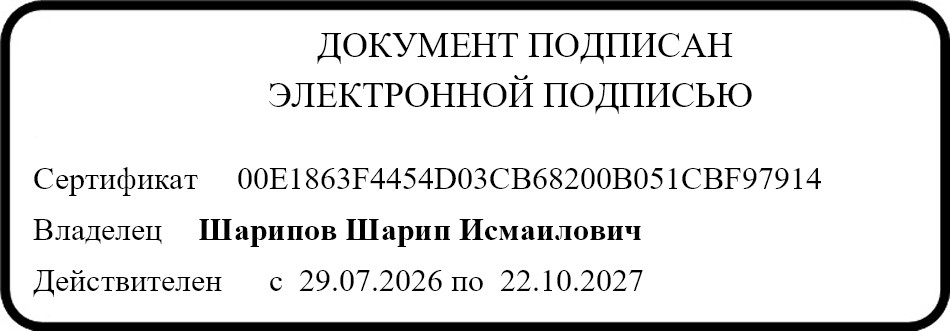 ДОКУМЕНТ ПОДПИСАН
ЭЛЕКТРОННОЙ ПОДПИСЬЮ
Сертификат 00E1863F4454D03CB68200B051CBF97914
Владелец Шарипов Шарип Исмаилович
Действителен с 29.07.2026 по 22.10.2027